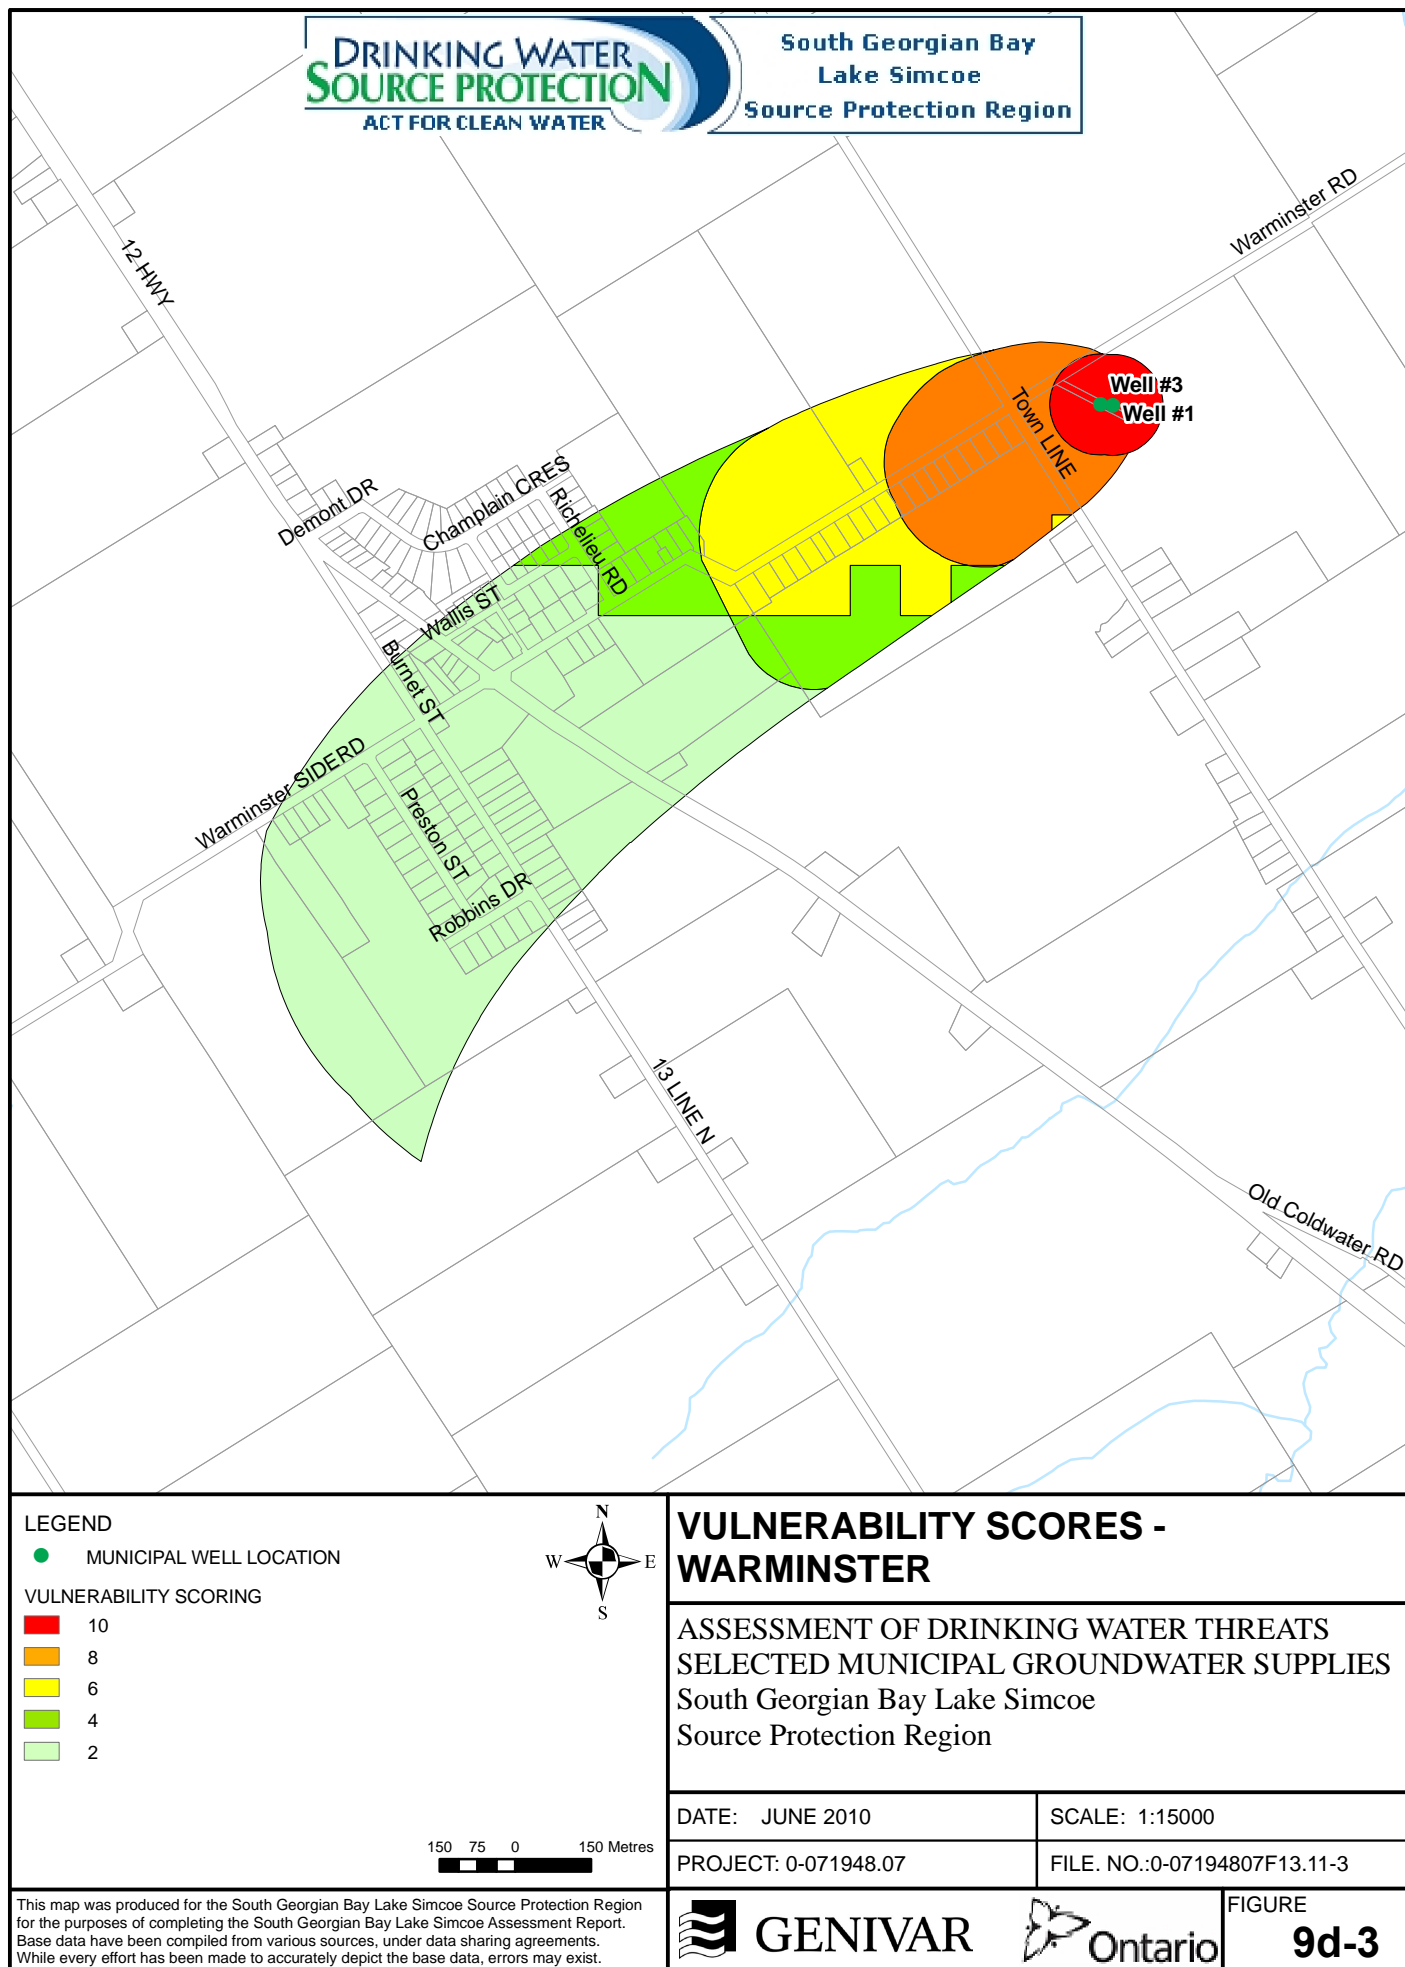 DRINKING WATER
SOURCE PROTECTION
ACT FOR CLEAN WATER
South Georgian Bay
Lake Simcoe
Source Protection Region
Warminster RD
12 HWY
Well #3
Well #1
Town LINE
Champlain CRES
Richelieu RD
Demont DR
Wallis ST
Burnet ST
Warminster SIDERD
Preston ST
Robbins DR
13 LINE N
Old Coldwater RD
LEGEND
MUNICIPAL WELL LOCATION
VULNERABILITY SCORING
10
8
6
4
2
N
W E
S
150 75 0 150 Metres
VULNERABILITY SCORES -
WARMINSTER
ASSESSMENT OF DRINKING WATER THREATS
SELECTED MUNICIPAL GROUNDWATER SUPPLIES
South Georgian Bay Lake Simcoe
Source Protection Region
DATE: JUNE 2010
SCALE: 1:15000
PROJECT: 0-071948.07
FILE. NO.:0-07194807F13.11-3
This map was produced for the South Georgian Bay Lake Simcoe Source Protection Region
for the purposes of completing the South Georgian Bay Lake Simcoe Assessment Report.
Base data have been compiled from various sources, under data sharing agreements.
While every effort has been made to accurately depict the base data, errors may exist.
GENIVAR
Ontario
FIGURE
9d-3